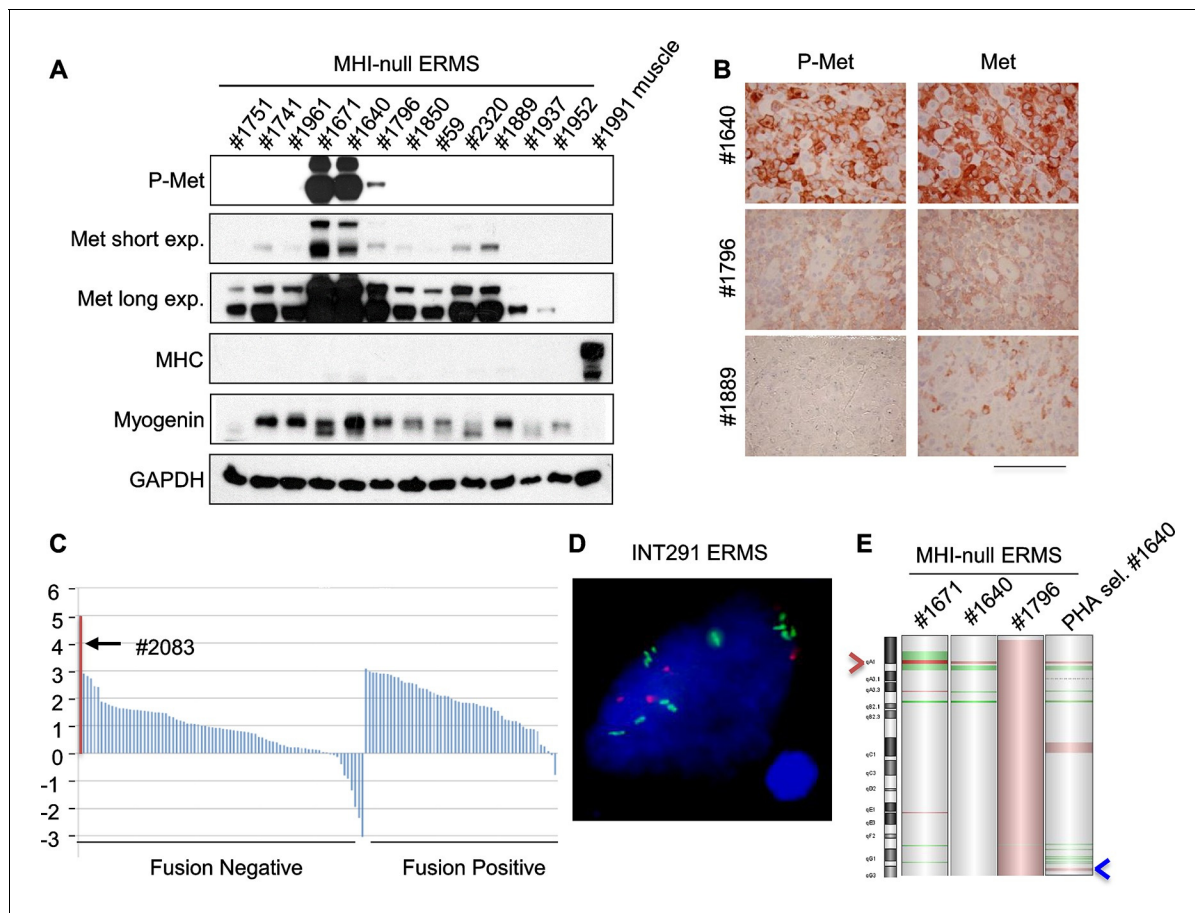 A
MHI-null ERMS
#1751
#1741
#1961
#1671
#1640
#1796
#1850
#59
#2320
#1889
#1937
#1952
#1991 muscle
P-Met
Met short exp.
Met long exp.
MHC
Myogenin
GAPDH
B
P-Met
Met
#1640
#1796
#1889
C
6
5
4
3
2
1
0
-1
-2
-3
#2083
Fusion Negative
Fusion Positive
D
INT291 ERMS
E
MHI-null ERMS
#1671
#1640
#1796
PHA sel. #1640
qA1
qA3.1
qA3.3
qB2.1
qB2.3
qC1
qC3
qD2
qE1
qE3
qF2
qG1
qG3